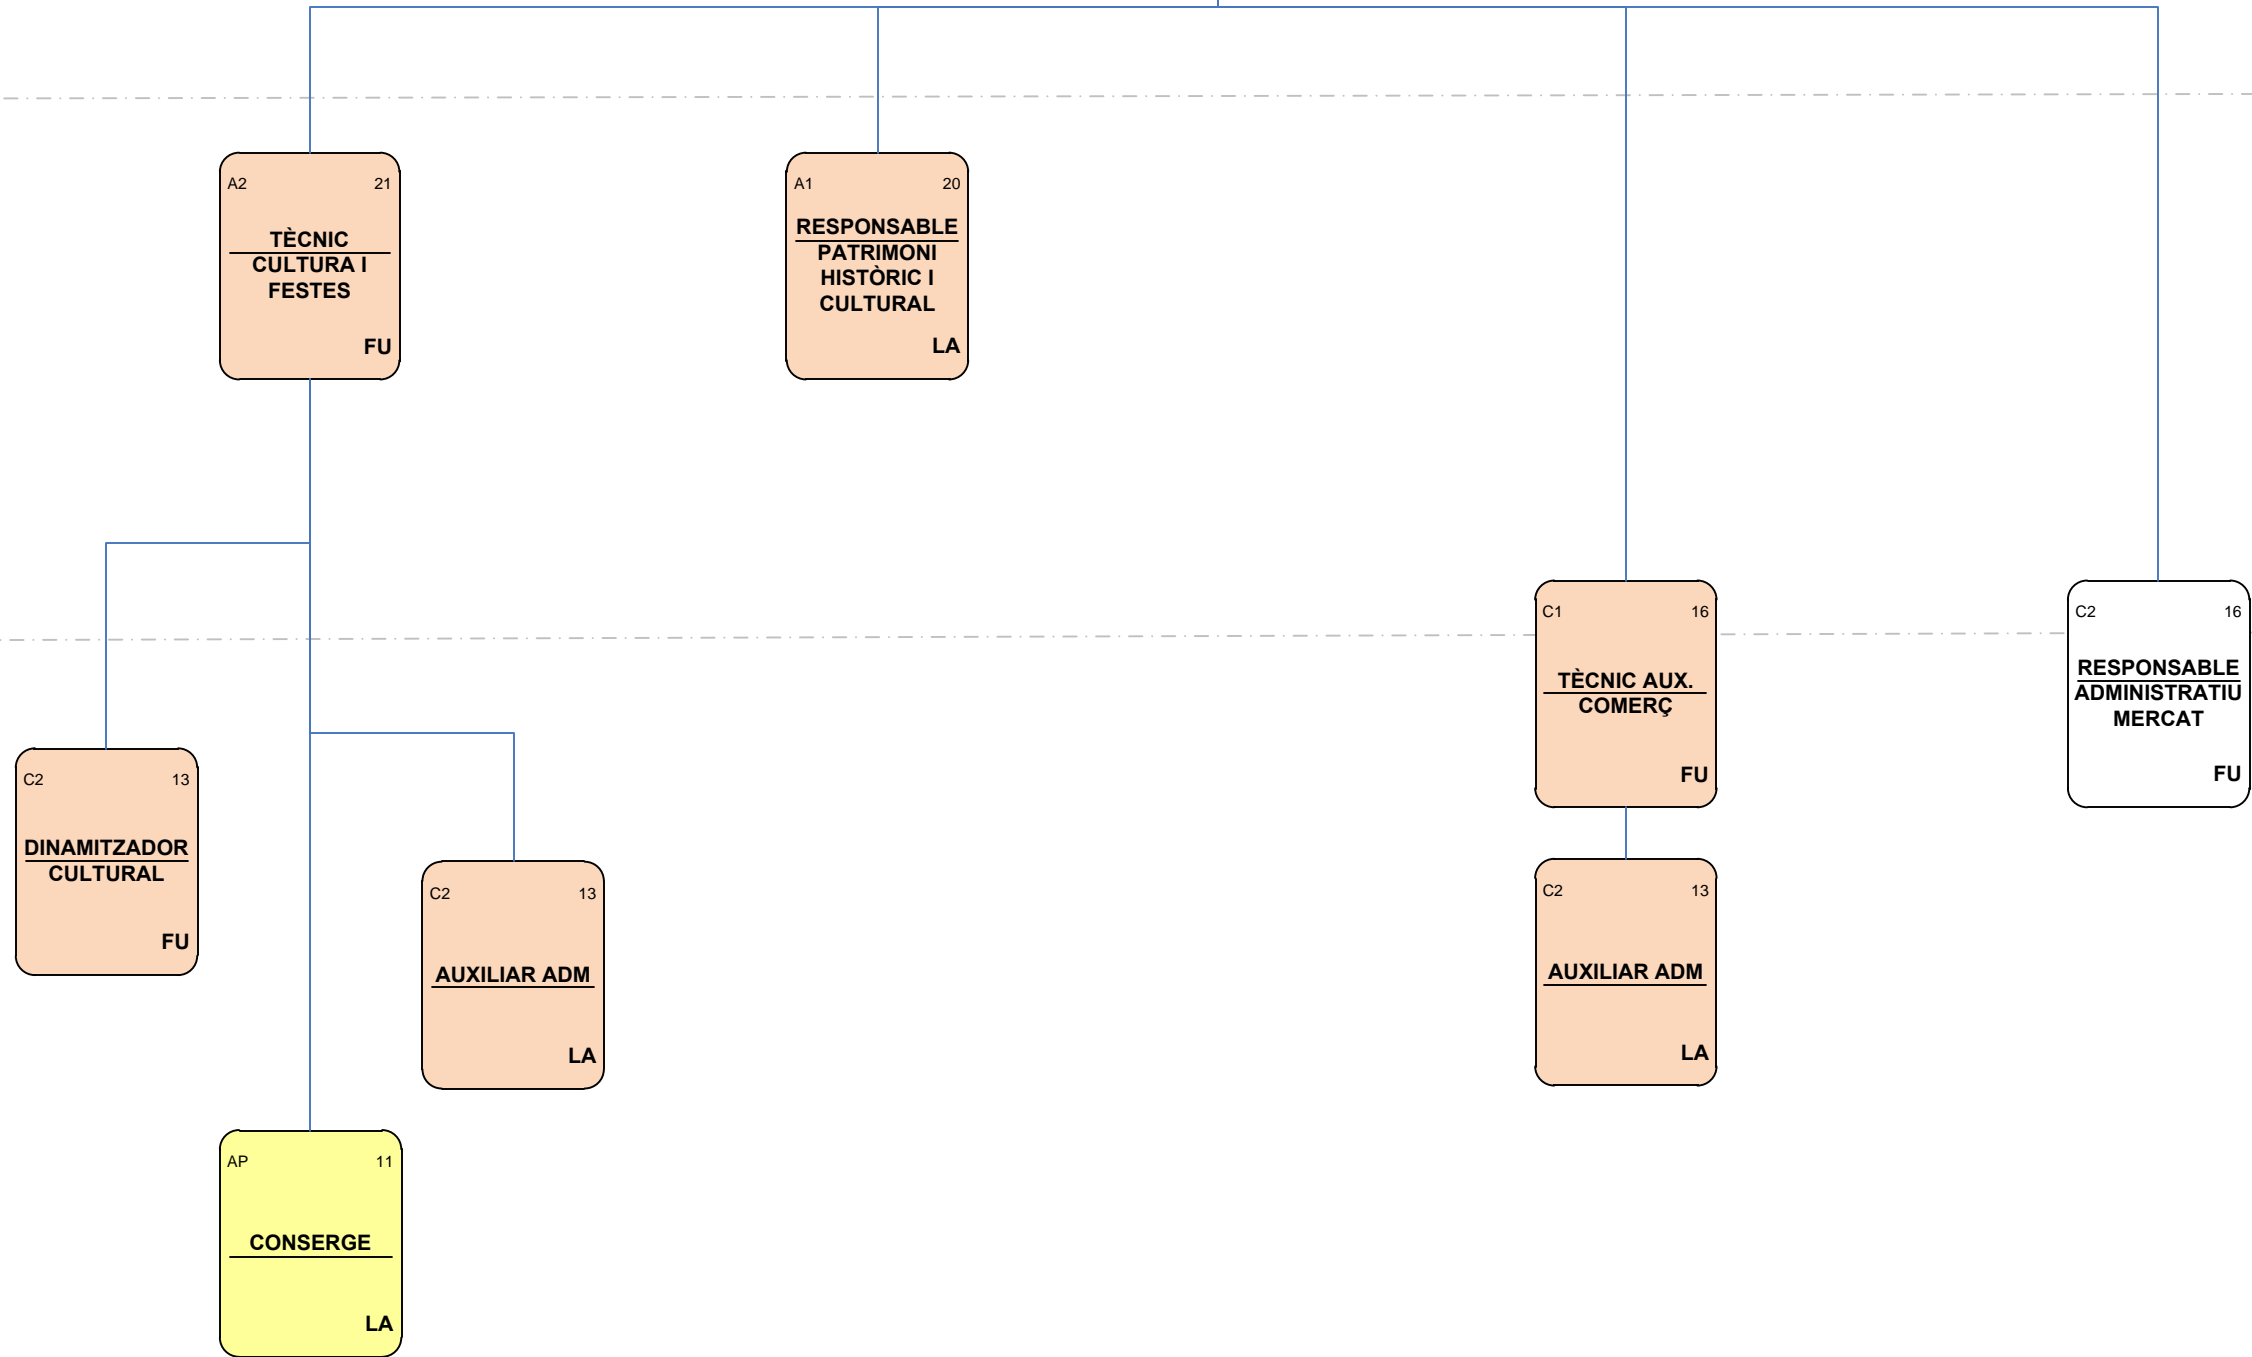 A2 21
TÈCNIC
CULTURA I
FESTES
FU
A1 20
RESPONSABLE
PATRIMONI
HISTÒRIC I
CULTURAL
LA
C1 16
TÈCNIC AUX.
COMERÇ
FU
C2 16
RESPONSABLE
ADMINISTRATIU
MERCAT
FU
C2 13
DINAMITZADOR
CULTURAL
FU
C2 13
AUXILIAR ADM
LA
C2 13
AUXILIAR ADM
LA
AP 11
CONSERGE
LA